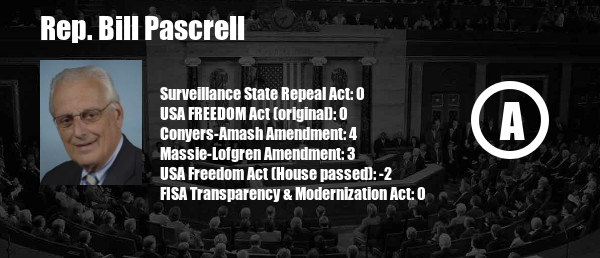 Rep. Bill Pascrell
Surveillance State Repeal Act: 0
USA FREEDOM Act (original): 0
Conyers-Amash Amendment: 4
Massie-Lofgren Amendment: 3
USA Freedom Act (House passed): -2
FISA Transparency & Modernization Act: 0
A